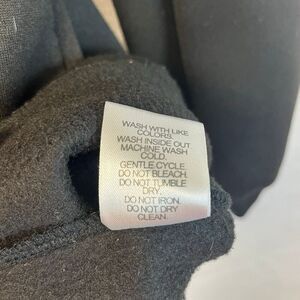 WASH WITH LIKE
COLORS.
WASH INSIDE OUT
MACHINE WASH
COLD.
GENTLE CYCLE.
DO NOT BLEACH.
DO NOT TUMBLE
DRY.
DO NOT IRON.
DO NOT DRY
CLEAN.